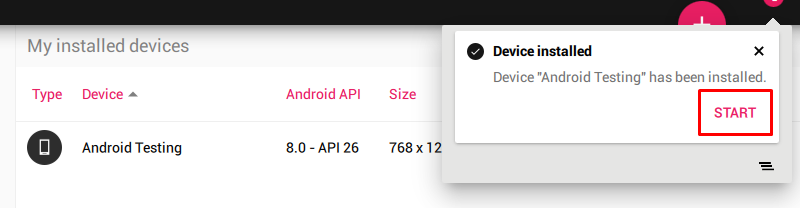 My installed devices
Type Device Android API Size
Android Testing 8.0 - API 26 768 x 12
Device installed
Device "Android Testing" has been installed.
START